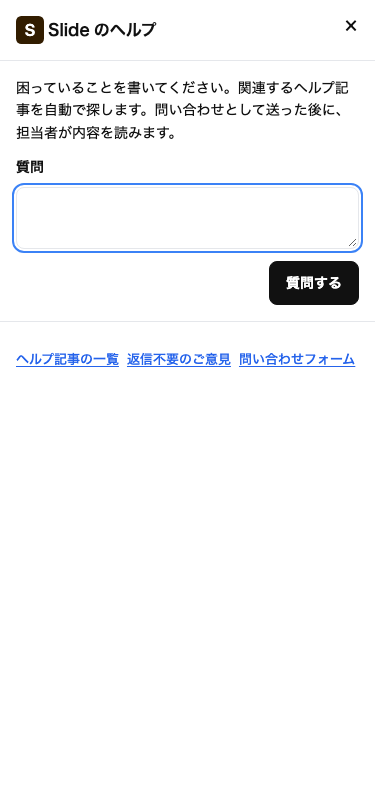 S Slide のヘルプ
×
困っていることを書いてください。関連するヘルプ記
事を自動で探します。問い合わせとして送った後に、
担当者が内容を読みます。
質問
質問する
ヘルプ記事の一覧 返信不要のご意見 問い合わせフォーム